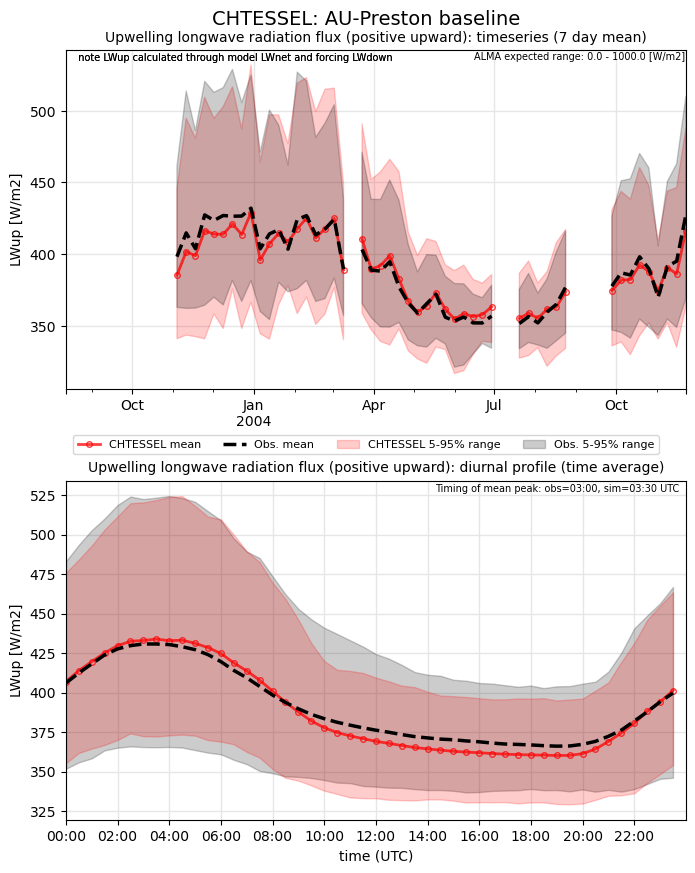 CHTESSEL: AU-Preston baseline
Upwelling longwave radiation flux (positive upward): timeseries (7 day mean)
note LWup calculated through model LWnet and forcing LWdown
ALMA expected range: 0.0 - 1000.0 [W/m2]
LWup [W/m2]
500
450
400
350
Oct
Jan
2004
Apr
Jul
Oct
CHTESSEL mean
Obs. mean
CHTESSEL 5-95% range
Obs. 5-95% range
Upwelling longwave radiation flux (positive upward): diurnal profile (time average)
Timing of mean peak: obs=03:00, sim=03:30 UTC
LWup [W/m2]
525
500
475
450
425
400
375
350
325
00:00
02:00
04:00
06:00
08:00
10:00
12:00
14:00
16:00
18:00
20:00
22:00
time (UTC)